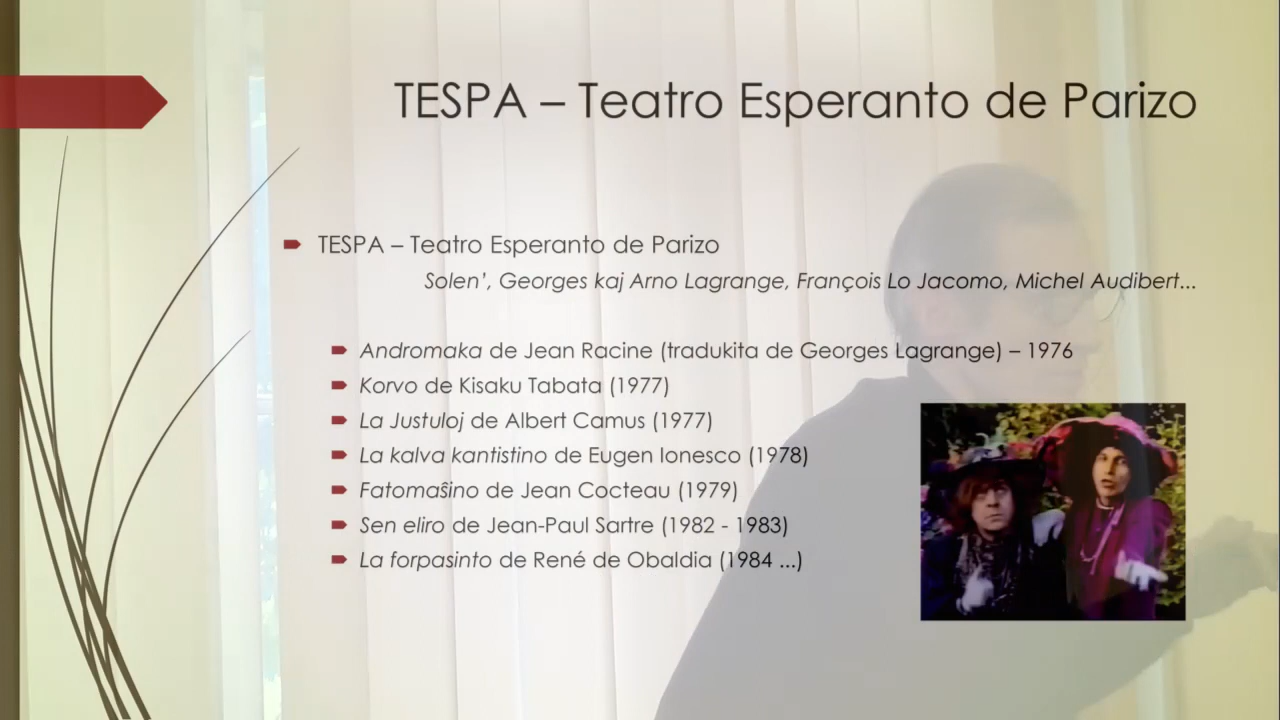 TESPA – Teatro Esperanto de Parizo
TESPA – Teatro Esperanto de Parizo
Solen', Georges kaj Arno Lagrange, François Lo Jacomo, Michel Audibert...
Andromaka de Jean Racine (tradukita de Georges Lagrange) – 1976
Korvo de Kisaku Tabata (1977)
La Justuloj de Albert Camus (1977)
La kalva kantistino de Eugen Ionesco (1978)
Fatomaŝino de Jean Cocteau (1979)
Sen eliro de Jean-Paul Sartre (1982 - 1983)
La forpasinto de René de Obaldia (1984 ...)